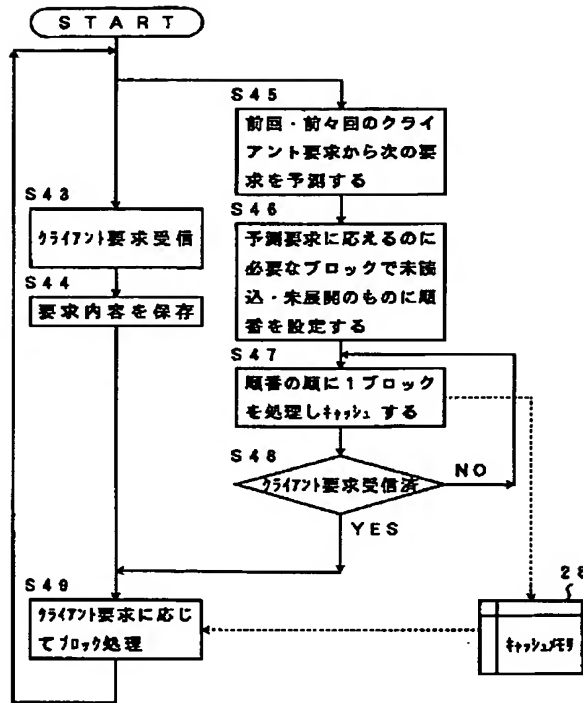 START
S45
前回・前々回のクライ
アント要求から次の要
求を予測する
S43
クライアント要求受信
S46
予測要求に応えるのに
必要なブロックで未読
込・未展開のものに順
番を設定する
S44
要求内容を保存
S47
順番の順に1ブロック
を処理しキャッシュする
S48
クライアント要求受信済
NO
YES
S49
クライアント要求に応じ
てブロック処理
28
キャッシュメモリ